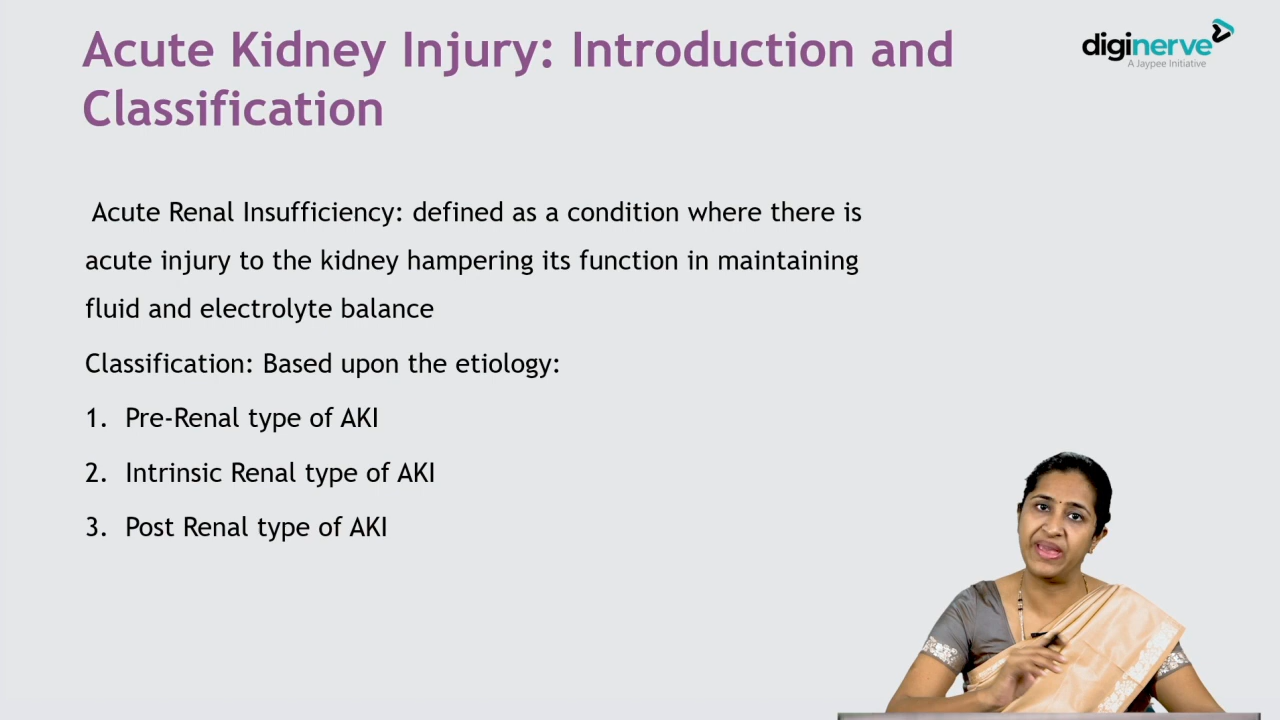 Acute Kidney Injury: Introduction and
Classification
diginerve
A Jaypee Initiative
Acute Renal Insufficiency: defined as a condition where there is
acute injury to the kidney hampering its function in maintaining
fluid and electrolyte balance
Classification: Based upon the etiology:
1. Pre-Renal type of AKI
2. Intrinsic Renal type of AKI
3. Post Renal type of AKI